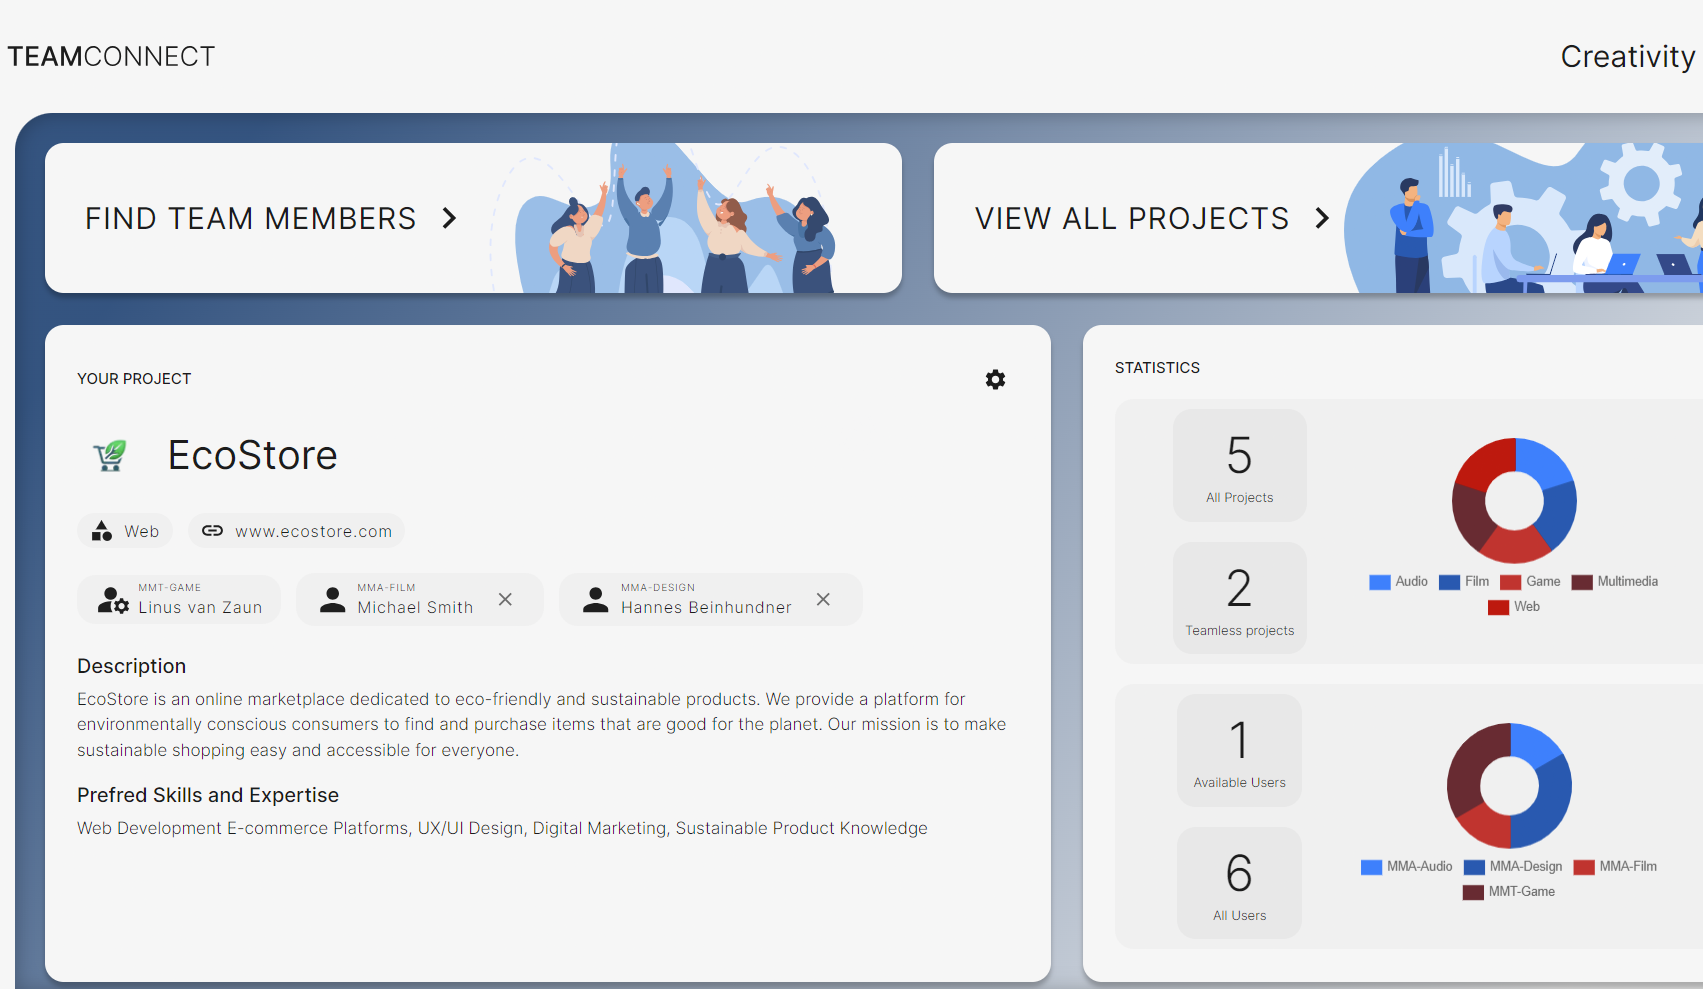 TEAMCONNECT
Creativity
FIND TEAM MEMBERS
VIEW ALL PROJECTS
YOUR PROJECT
EcoStore
Web
www.ecostore.com
MMT-GAME
Linus van Zaun
MMA-FILM
Michael Smith
MMA-DESIGN
Hannes Beinhundner
Description
EcoStore is an online marketplace dedicated to eco-friendly and sustainable products. We provide a platform for
environmentally conscious consumers to find and purchase items that are good for the planet. Our mission is to make
sustainable shopping easy and accessible for everyone.
Prefred Skills and Expertise
Web Development E-commerce Platforms, UX/UI Design, Digital Marketing, Sustainable Product Knowledge
STATISTICS
5
All Projects
2
Teamless projects
Audio Film Game Multimedia
Web
1
Available Users
6
All Users
MMA-Audio MMA-Design MMA-Film
MMT-Game